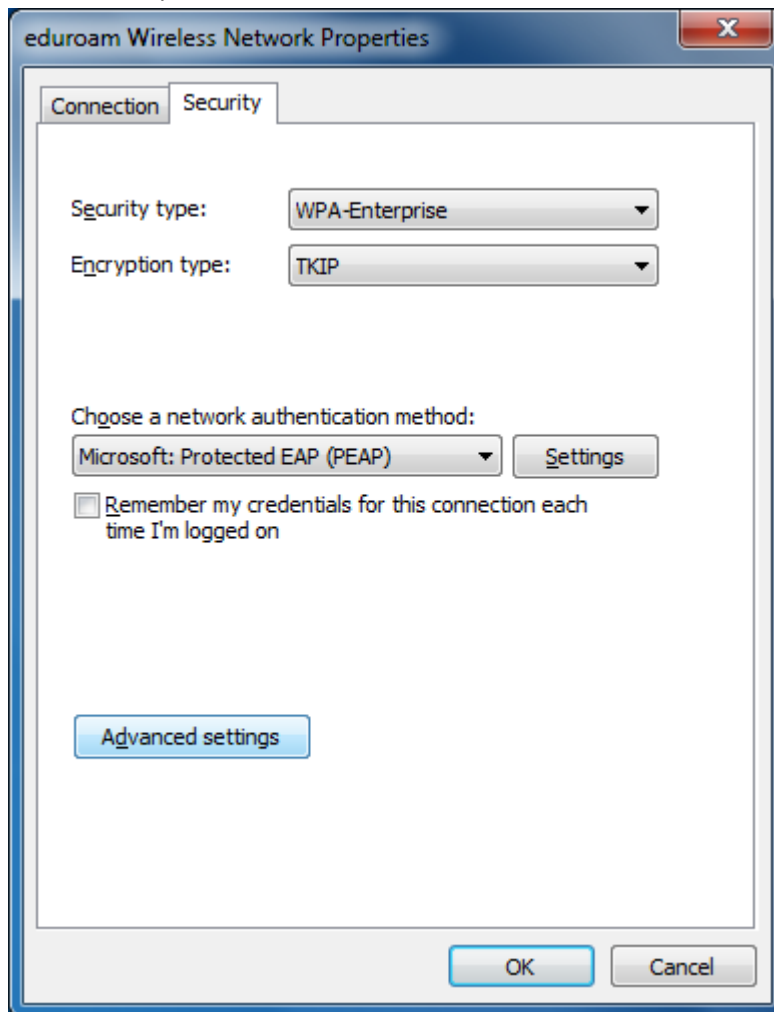 eduroam Wireless Network Properties
Connection Security
Security type: WPA-Enterprise
Encryption type: TKIP
Choose a network authentication method:
Microsoft: Protected EAP (PEAP) Settings
Remember my credentials for this connection each
time I'm logged on
Advanced settings
OK Cancel